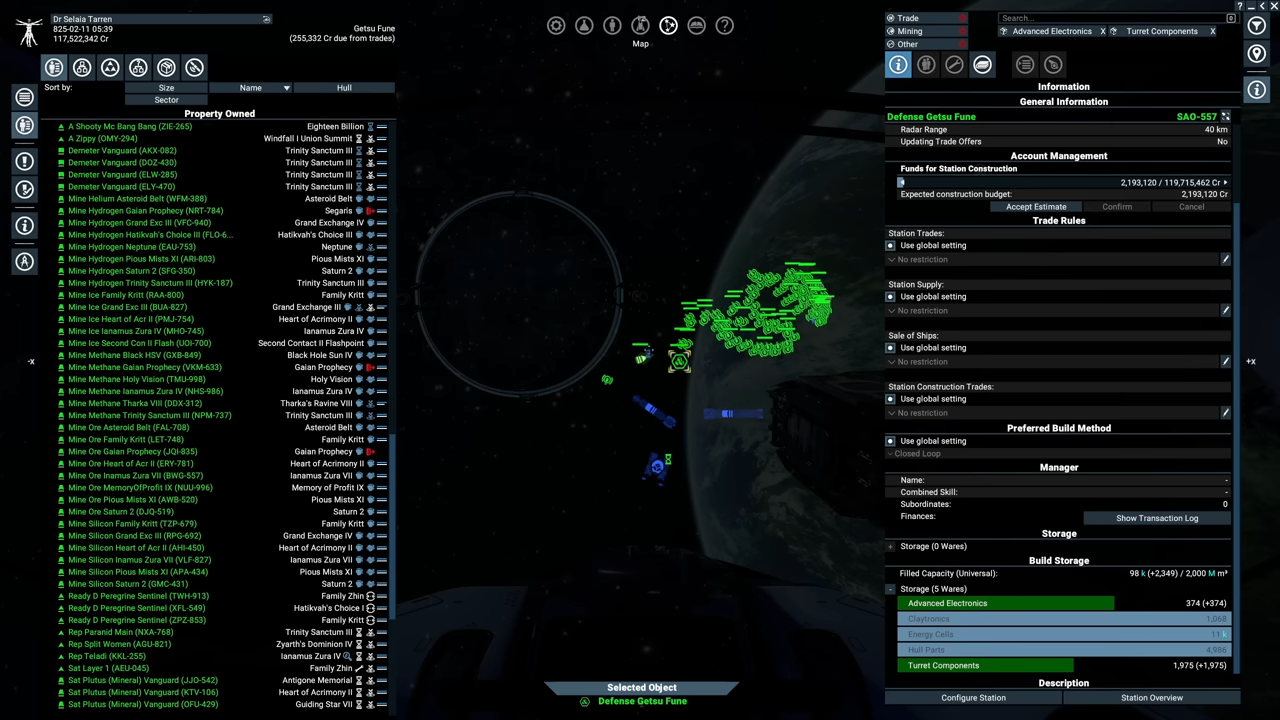 Dr Selaia Tarren
825-02-11 05:39
117,522,342 Cr
Getsu Fune
(255,332 Cr due from trades)
Map
Sort by:
Size
Name
Hull
Sector
Property Owned
A Shooty Mc Bang Bang (ZIE-265) Eighteen Billion
A Zippy (OMY-294) Windfall I Union Summit
Demeter Vanguard (AKX-082) Trinity Sanctum III
Demeter Vanguard (DOZ-430) Trinity Sanctum III
Demeter Vanguard (ELW-285) Trinity Sanctum III
Demeter Vanguard (ELY-470) Trinity Sanctum III
Mine Helium Asteroid Belt (WFM-388) Asteroid Belt
Mine Hydrogen Gaian Prophecy (NRT-784) Segaris
Mine Hydrogen Grand Exc III (VFC-940) Grand Exchange IV
Mine Hydrogen Hatikvah's Choice III (FLO-6... Hatikvah's Choice III
Mine Hydrogen Neptune (EAU-753) Neptune
Mine Hydrogen Pious Mists XI (ARI-803) Pious Mists XI
Mine Hydrogen Saturn 2 (SFG-350) Saturn 2
Mine Hydrogen Trinity Sanctum III (HYK-187) Trinity Sanctum III
Mine Ice Family Kritt (RAA-800) Family Kritt
Mine Ice Grand Exc III (BUA-827) Grand Exchange III
Mine Ice Heart of Acr II (PMJ-754) Heart of Acrimony II
Mine Ice Ianamus Zura IV (MHO-745) Ianamus Zura IV
Mine Ice Second Con II Flash (UOI-700) Second Contact II Flashpoint
Mine Methane Black HSV (GXB-849) Black Hole Sun IV
Mine Methane Gaian Prophecy (VKM-633) Gaian Prophecy
Mine Methane Holy Vision (TMU-998) Holy Vision
Mine Methane Ianamus Zura IV (NHS-986) Ianamus Zura IV
Mine Methane Tharka VIII (DDX-312) Tharka's Ravine VIII
Mine Methane Trinity Sanctum III (NPM-737) Trinity Sanctum III
Mine Ore Asteroid Belt (FAL-708) Asteroid Belt
Mine Ore Family Kritt (LET-748) Family Kritt
Mine Ore Gaian Prophecy (JQI-835) Gaian Prophecy
Mine Ore Heart of Acr II (ERY-781) Heart of Acrimony II
Mine Ore Inamus Zura VII (BWG-557) Ianamus Zura VII
Mine Ore MemoryOfProfit IX (NUU-996) Memory of Profit IX
Mine Ore Pious Mists XI (AWB-520) Pious Mists XI
Mine Ore Saturn 2 (DJQ-519) Saturn 2
Mine Silicon Family Kritt (TZP-679) Family Kritt
Mine Silicon Grand Exc III (RPG-692) Grand Exchange IV
Mine Silicon Heart of Acr II (AHI-450) Heart of Acrimony II
Mine Silicon Inamus Zura VII (VLF-827) Ianamus Zura VII
Mine Silicon Pious Mists XI (APA-434) Pious Mists XI
Mine Silicon Saturn 2 (GMC-431) Saturn 2
Ready D Peregrine Sentinel (TWH-913) Family Zhin
Ready D Peregrine Sentinel (XFL-549) Hatikvah's Choice I
Ready D Peregrine Sentinel (ZPZ-853) Family Kritt
Rep Paranid Main (NXA-768) Trinity Sanctum III
Rep Split Women (AGU-821) Zyarth's Dominion IV
Rep Teladi (KKL-255) Ianamus Zura IV
Sat Layer 1 (AEU-045) Family Zhin
Sat Plutus (Mineral) Vanguard (JJO-542) Antigone Memorial
Sat Plutus (Mineral) Vanguard (KTV-106) Heart of Acrimony II
Sat Plutus (Mineral) Vanguard (OFU-429) Guiding Star VII
-x
+x
Selected Object
Defense Getsu Fune
Trade
Mining
Other
Search...
Advanced Electronics X
Turret Components X
Information
General Information
Defense Getsu Fune SAO-557
Radar Range 40 km
Updating Trade Offers No
Account Management
Funds for Station Construction
2,193,120 / 119,715,462 Cr
Expected construction budget: 2,193,120 Cr
Accept Estimate Confirm Cancel
Trade Rules
Station Trades:
Use global setting
No restriction
Station Supply:
Use global setting
No restriction
Sale of Ships:
Use global setting
No restriction
Station Construction Trades:
Use global setting
No restriction
Preferred Build Method
Use global setting
Closed Loop
Manager
Name: -
Combined Skill: -
Subordinates: 0
Finances: Show Transaction Log
Storage
+ Storage (0 Wares)
Build Storage
Filled Capacity (Universal): 98 k (+2,349) / 2,000 M m³
- Storage (5 Wares)
Advanced Electronics 374 (+374)
Claytronics 1,068
Energy Cells 11 k
Hull Parts 4,986
Turret Components 1,975 (+1,975)
Description
Configure Station
Station Overview